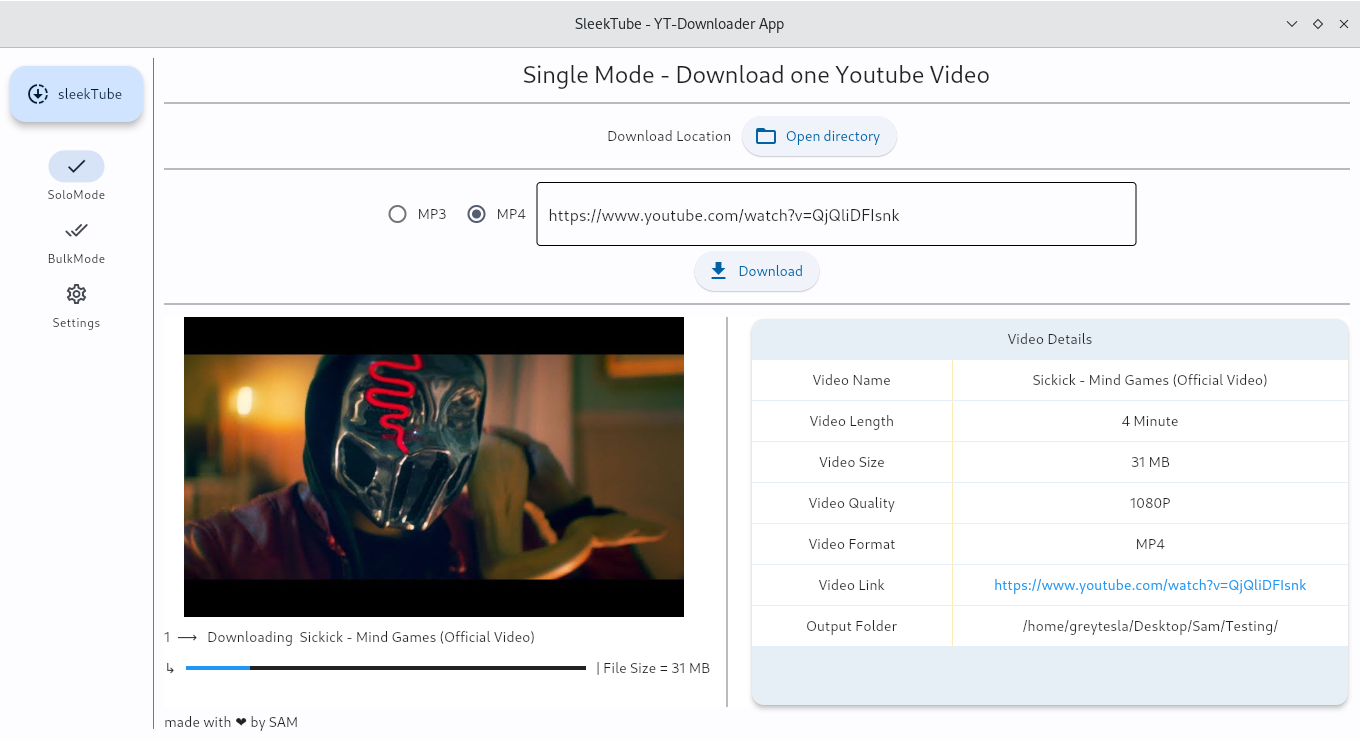 SleekTube - YT-Downloader App
sleekTube
SoloMode
BulkMode
Settings
Single Mode - Download one Youtube Video
Download Location
Open directory
MP3
MP4
https://www.youtube.com/watch?v=QjQliDFIsnk
Download
1 ⟶ Downloading Sickick - Mind Games (Official Video)
↳ | File Size = 31 MB
Video Details
Video Name Sickick - Mind Games (Official Video)
Video Length 4 Minute
Video Size 31 MB
Video Quality 1080P
Video Format MP4
Video Link https://www.youtube.com/watch?v=QjQliDFIsnk
Output Folder /home/greytesla/Desktop/Sam/Testing/
made with ❤ by SAM